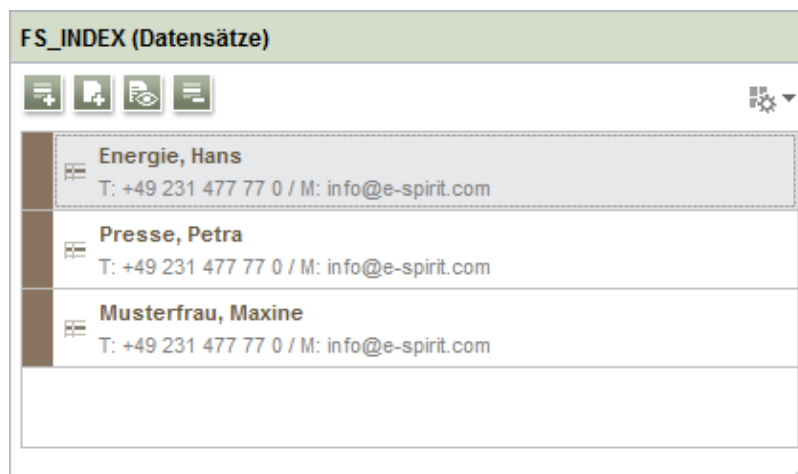 FS_INDEX (Datensätze)
Energie, Hans
T: +49 231 477 77 0 / M: info@e-spirit.com
Presse, Petra
T: +49 231 477 77 0 / M: info@e-spirit.com
Musterfrau, Maxine
T: +49 231 477 77 0 / M: info@e-spirit.com